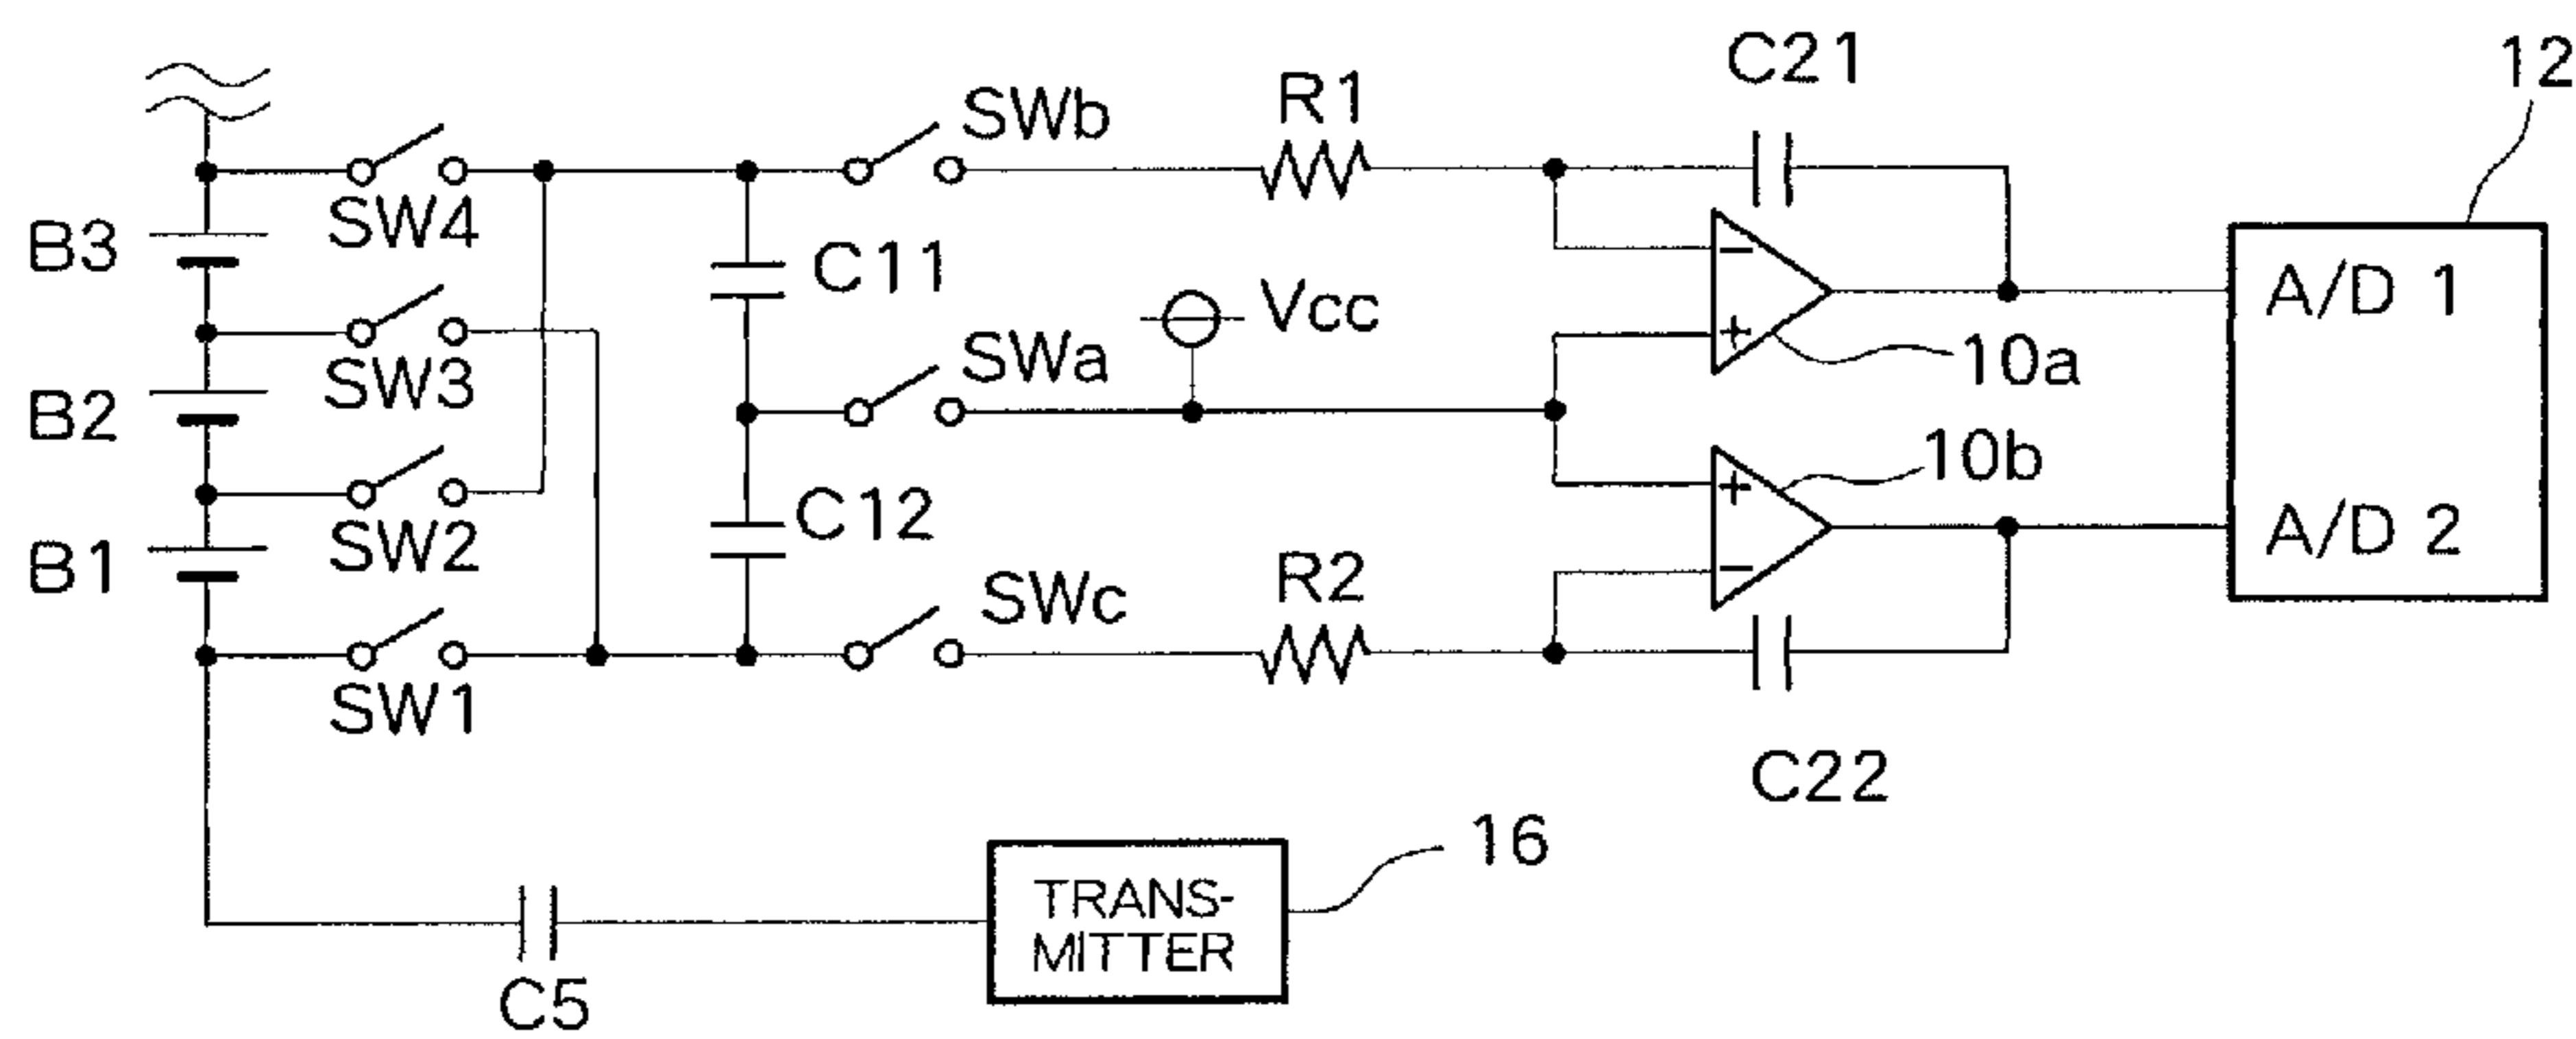 C21
12
R1
SWb
SW4
B3
C11
Vcc
A/D 1
−
+
10a
SWa
SW3
B2
10b
+
C12
SW2
B1
A/D 2
−
R2
SWc
SW1
C22
16
TRANS-
MITTER
C5